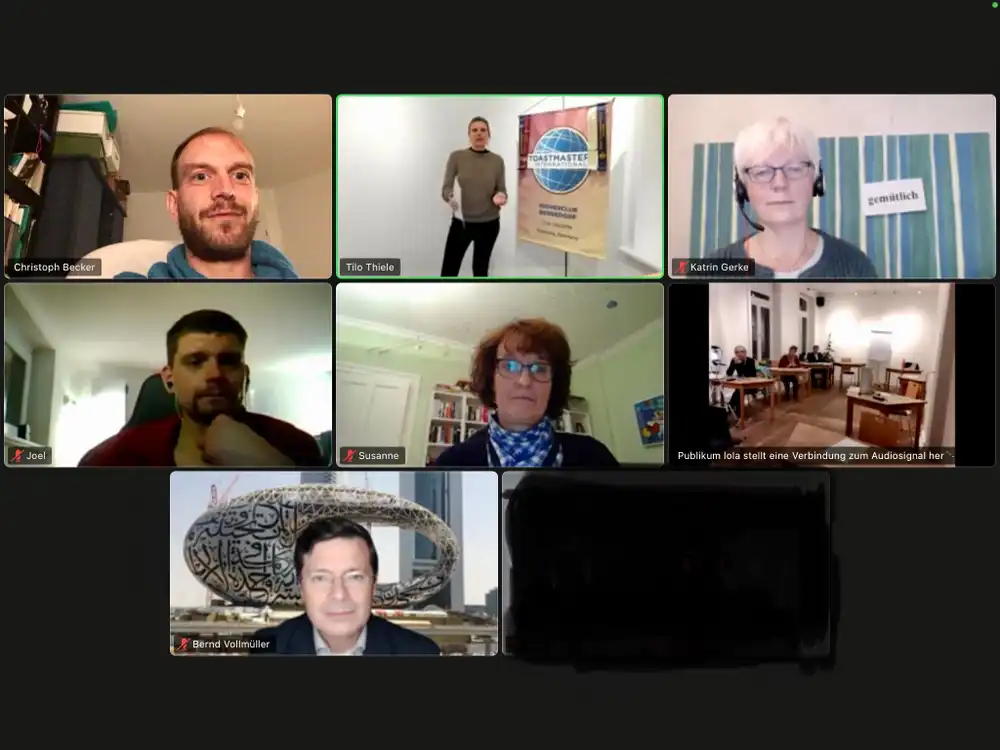 Christoph Becker
TOASTMASTERS
INTERNATIONAL
Tilo Thiele
gemütlich
Katrin Gerke
Joel
Susanne
Publikum lola stellt eine Verbindung zum Audiosignal her
Bernd Vollmüller